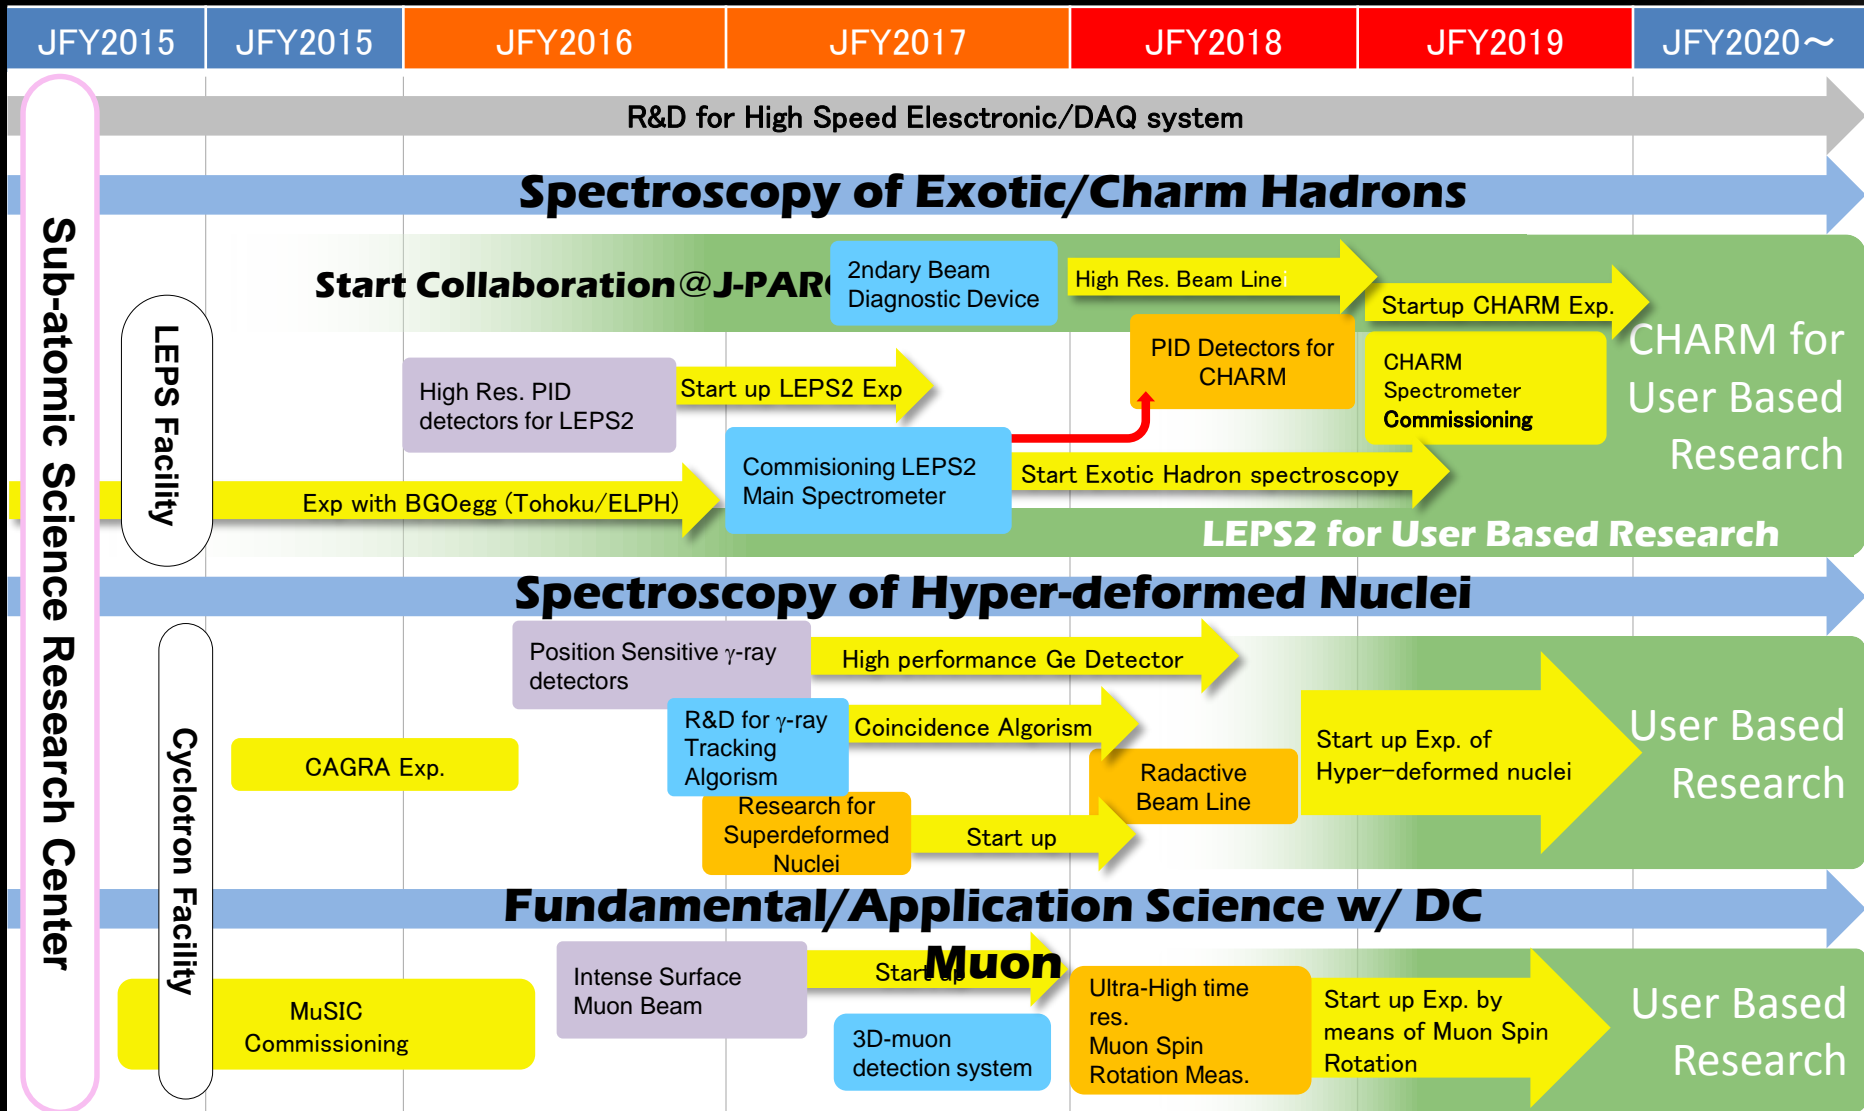 JFY2015
JFY2015
JFY2016
JFY2017
JFY2018
JFY2019
JFY2020～
R&D for High Speed Elesctronic/DAQ system
Spectroscopy of Exotic/Charm Hadrons
Sub-atomic Science Research Center
LEPS Facility
Start Collaboration@J-PARC
2ndary Beam
Diagnostic Device
High Res. Beam Line
Startup CHARM Exp.
CHARM for
User Based
Research
PID Detectors for
CHARM
CHARM
Spectrometer
Commissioning
High Res. PID
detectors for LEPS2
Start up LEPS2 Exp
Commisioning LEPS2
Main Spectrometer
Start Exotic Hadron spectroscopy
Exp with BGOegg (Tohoku/ELPH)
LEPS2 for User Based Research
Spectroscopy of Hyper-deformed Nuclei
Cyclotron Facility
Position Sensitive γ-ray
detectors
High performance Ge Detector
R&D for γ-ray
Tracking
Algorism
Coincidence Algorism
CAGRA Exp.
Research for
Superdeformed
Nuclei
Start up
Radactive
Beam Line
Start up Exp. of
Hyper-deformed nuclei
User Based
Research
Fundamental/Application Science w/ DC
Muon
Intense Surface
Muon Beam
Start up
MuSIC
Commissioning
3D-muon
detection system
Ultra-High time
res.
Muon Spin
Rotation Meas.
Start up Exp. by
means of Muon Spin
Rotation
User Based
Research